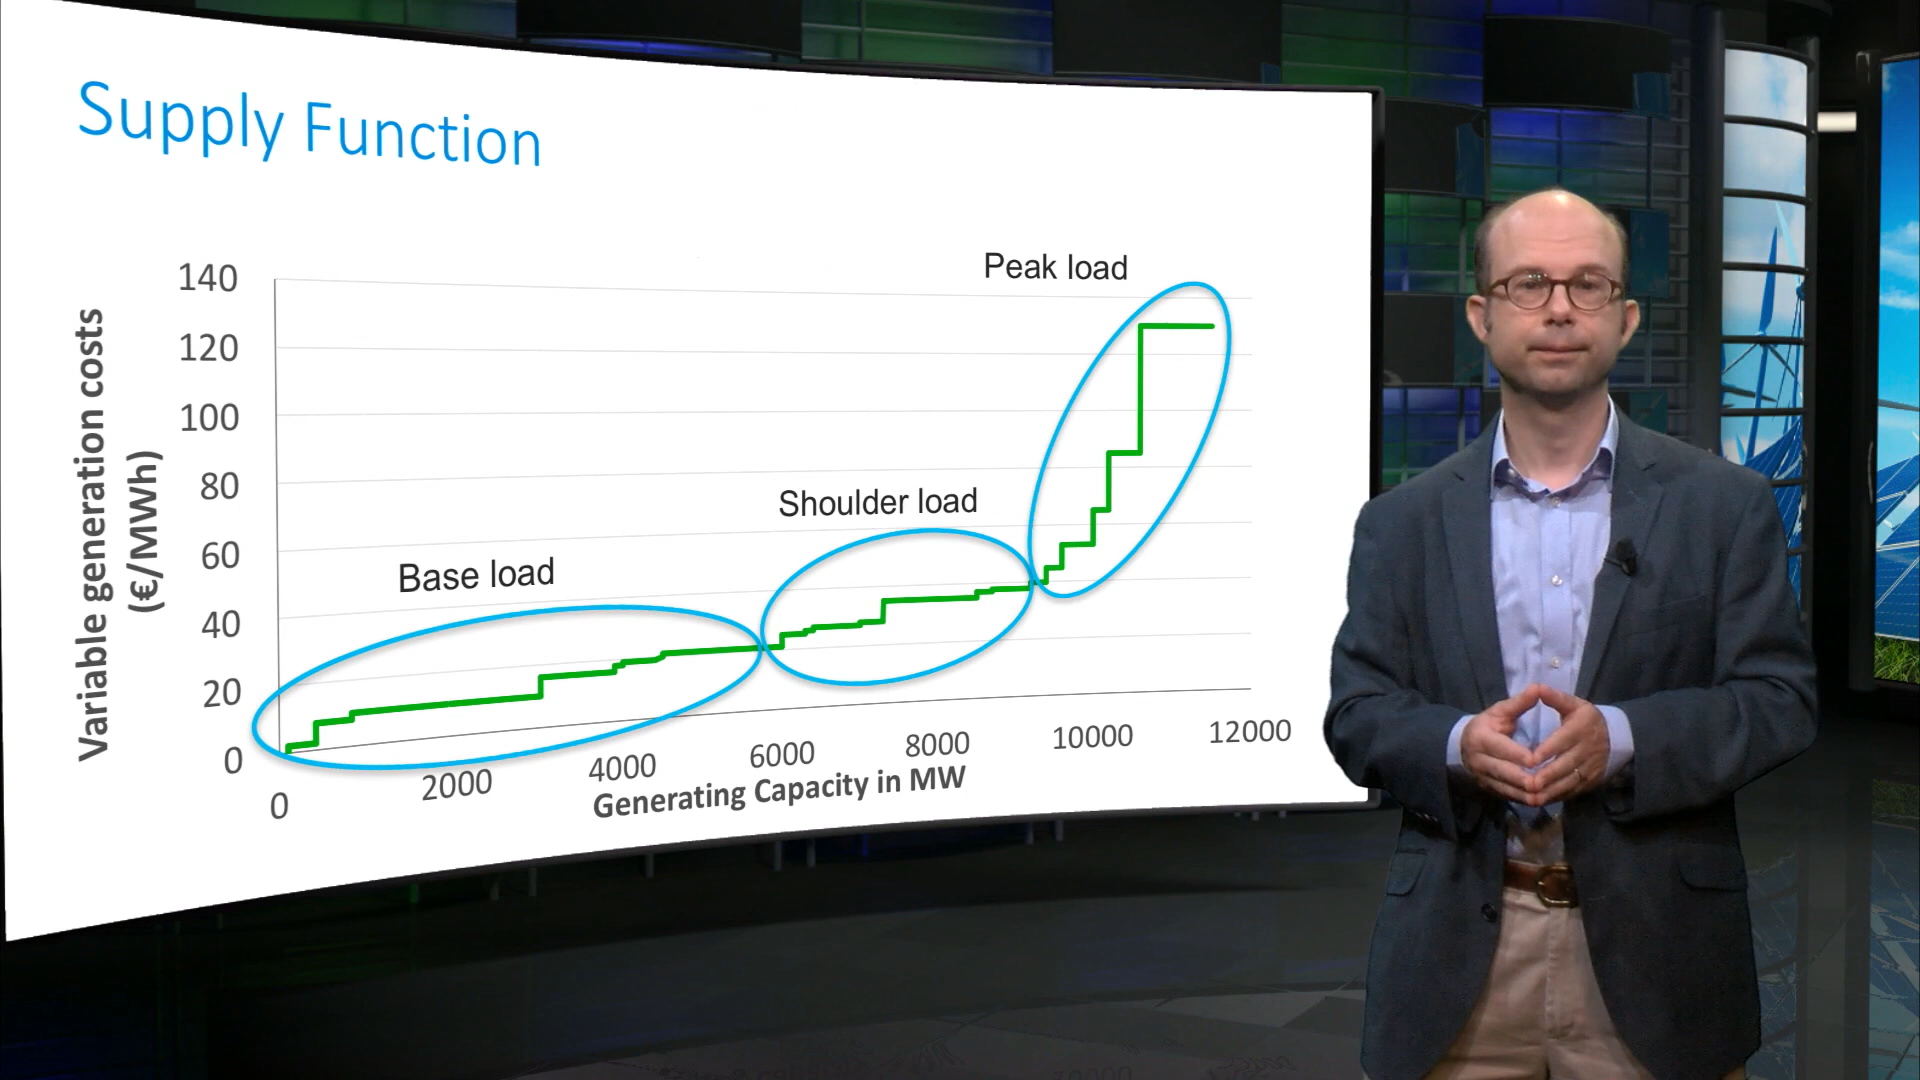 Supply Function
140
120
100
80
60
40
20
0
Variable generation costs
(€/MWh)
Base load
Shoulder load
Peak load
0
2000
4000
6000
8000
10000
12000
Generating Capacity in MW